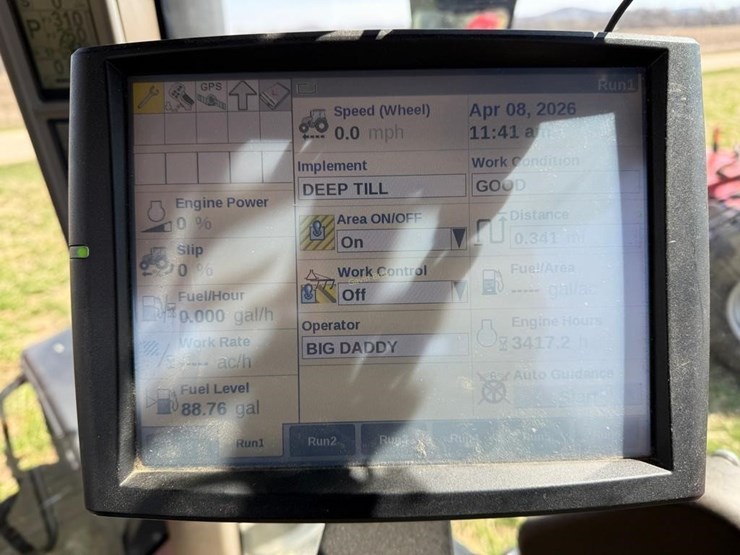 P 310
GPS
Run1
Speed (Wheel)
0.0 mph
Apr 08, 2026
11:41 am
Implement
DEEP TILL
Work Condition
GOOD
Engine Power
0 %
Area ON/OFF
On
Distance
0.341
Slip
0 %
Work Control
Off
Fuel/Area
---- gal/ac
Fuel/Hour
0.000 gal/h
Operator
BIG DADDY
Engine Hours
3417.2
Work Rate
---- ac/h
Auto Guidance
Fuel Level
88.76 gal
Run1
Run2